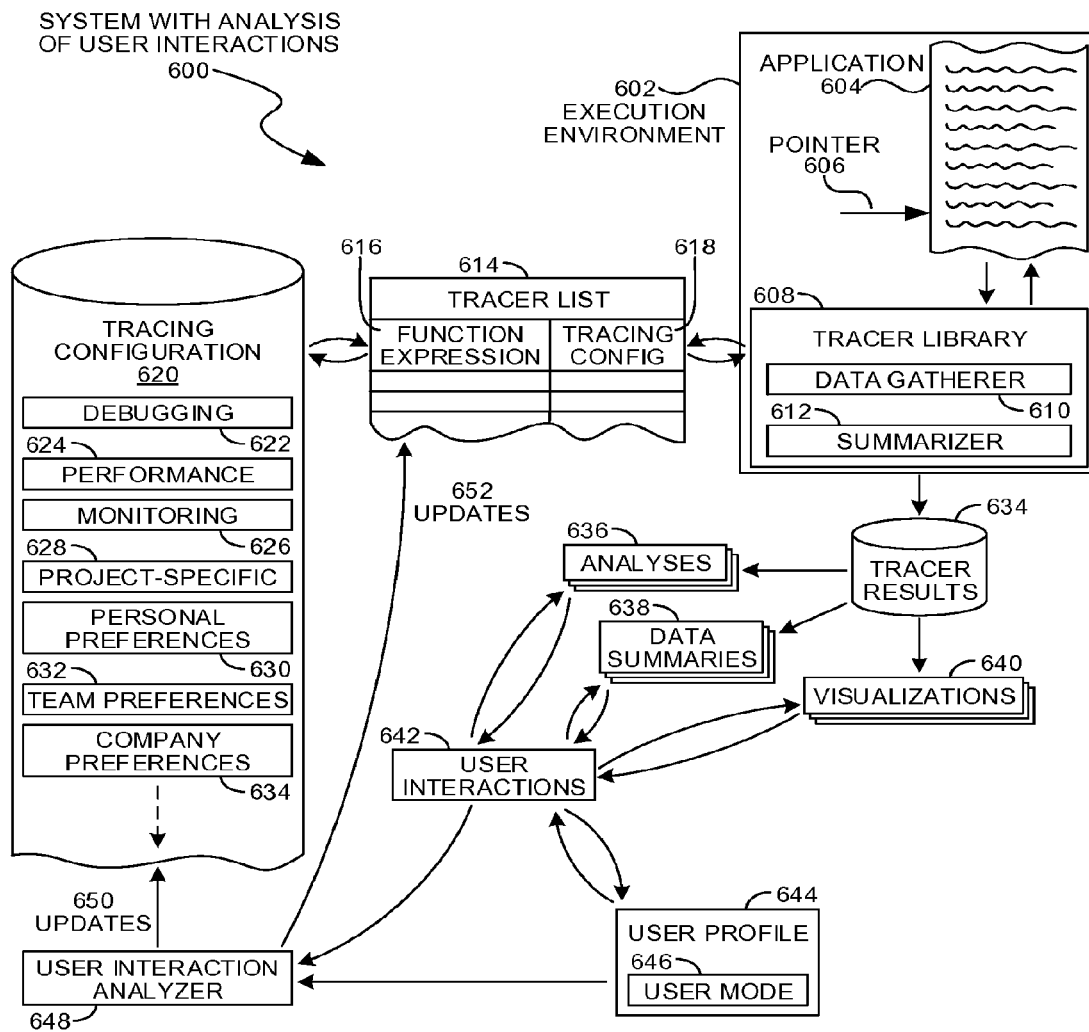 SYSTEM WITH ANALYSIS
OF USER INTERACTIONS
600
602
EXECUTION
ENVIRONMENT
APPLICATION
604
POINTER
606
608
TRACER LIBRARY
DATA GATHERER
610
612
SUMMARIZER
614
TRACER LIST
616
FUNCTION
EXPRESSION
618
TRACING
CONFIG
TRACING
CONFIGURATION
620
DEBUGGING
622
624
PERFORMANCE
MONITORING
626
628
PROJECT-SPECIFIC
PERSONAL
PREFERENCES
630
632
TEAM PREFERENCES
COMPANY
PREFERENCES
634
652
UPDATES
634
TRACER
RESULTS
636
ANALYSES
638
DATA
SUMMARIES
640
VISUALIZATIONS
642
USER
INTERACTIONS
644
USER PROFILE
646
USER MODE
650
UPDATES
USER INTERACTION
ANALYZER
648